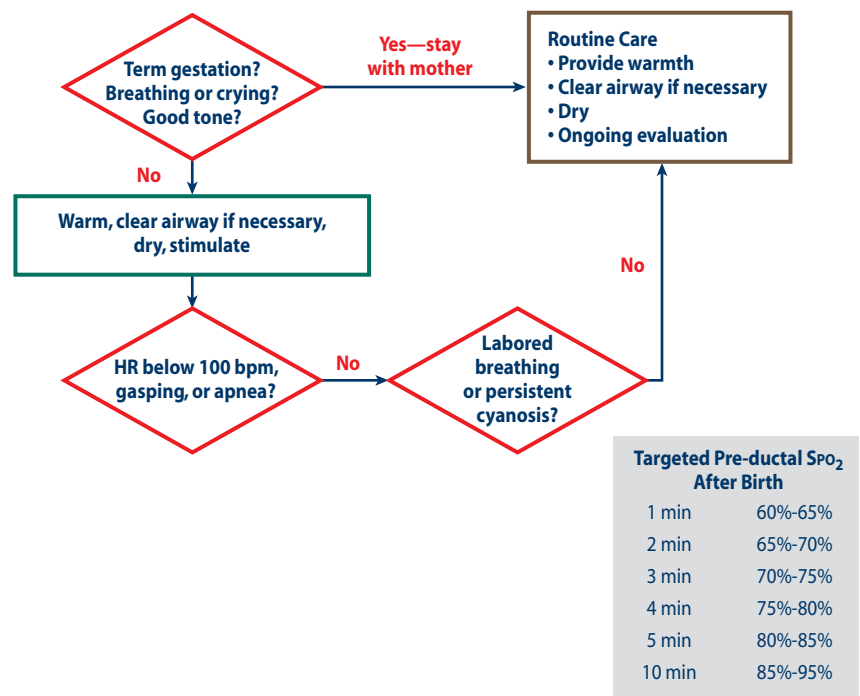 Term gestation?
Breathing or crying?
Good tone?
Yes—stay
with mother
Routine Care
• Provide warmth
• Clear airway if necessary
• Dry
• Ongoing evaluation
No
Warm, clear airway if necessary,
dry, stimulate
HR below 100 bpm,
gasping, or apnea?
No
Labored
breathing
or persistent
cyanosis?
No
Targeted Pre-ductal SPO₂
After Birth
1 min 60%-65%
2 min 65%-70%
3 min 70%-75%
4 min 75%-80%
5 min 80%-85%
10 min 85%-95%